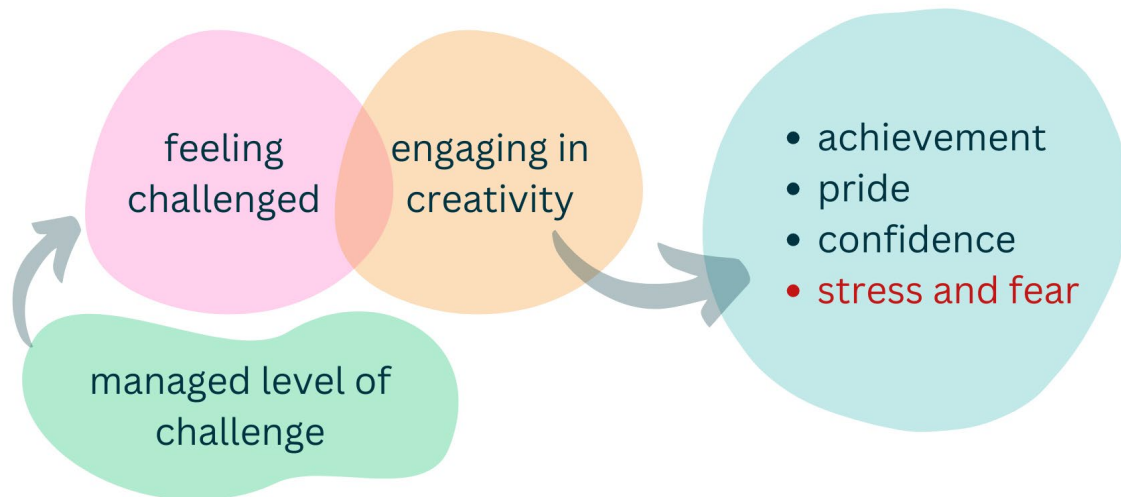 feeling
challenged
engaging in
creativity
• achievement
• pride
• confidence
• stress and fear
managed level of
challenge